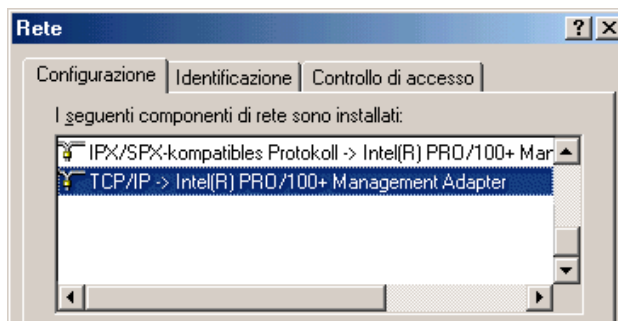 Rete
Configurazione Identificazione Controllo di accesso
I seguenti componenti di rete sono installati:
IPX/SPX-kompatibles Protokoll -> Intel(R) PRO/100+ Mar
TCP/IP -> Intel(R) PRO/100+ Management Adapter